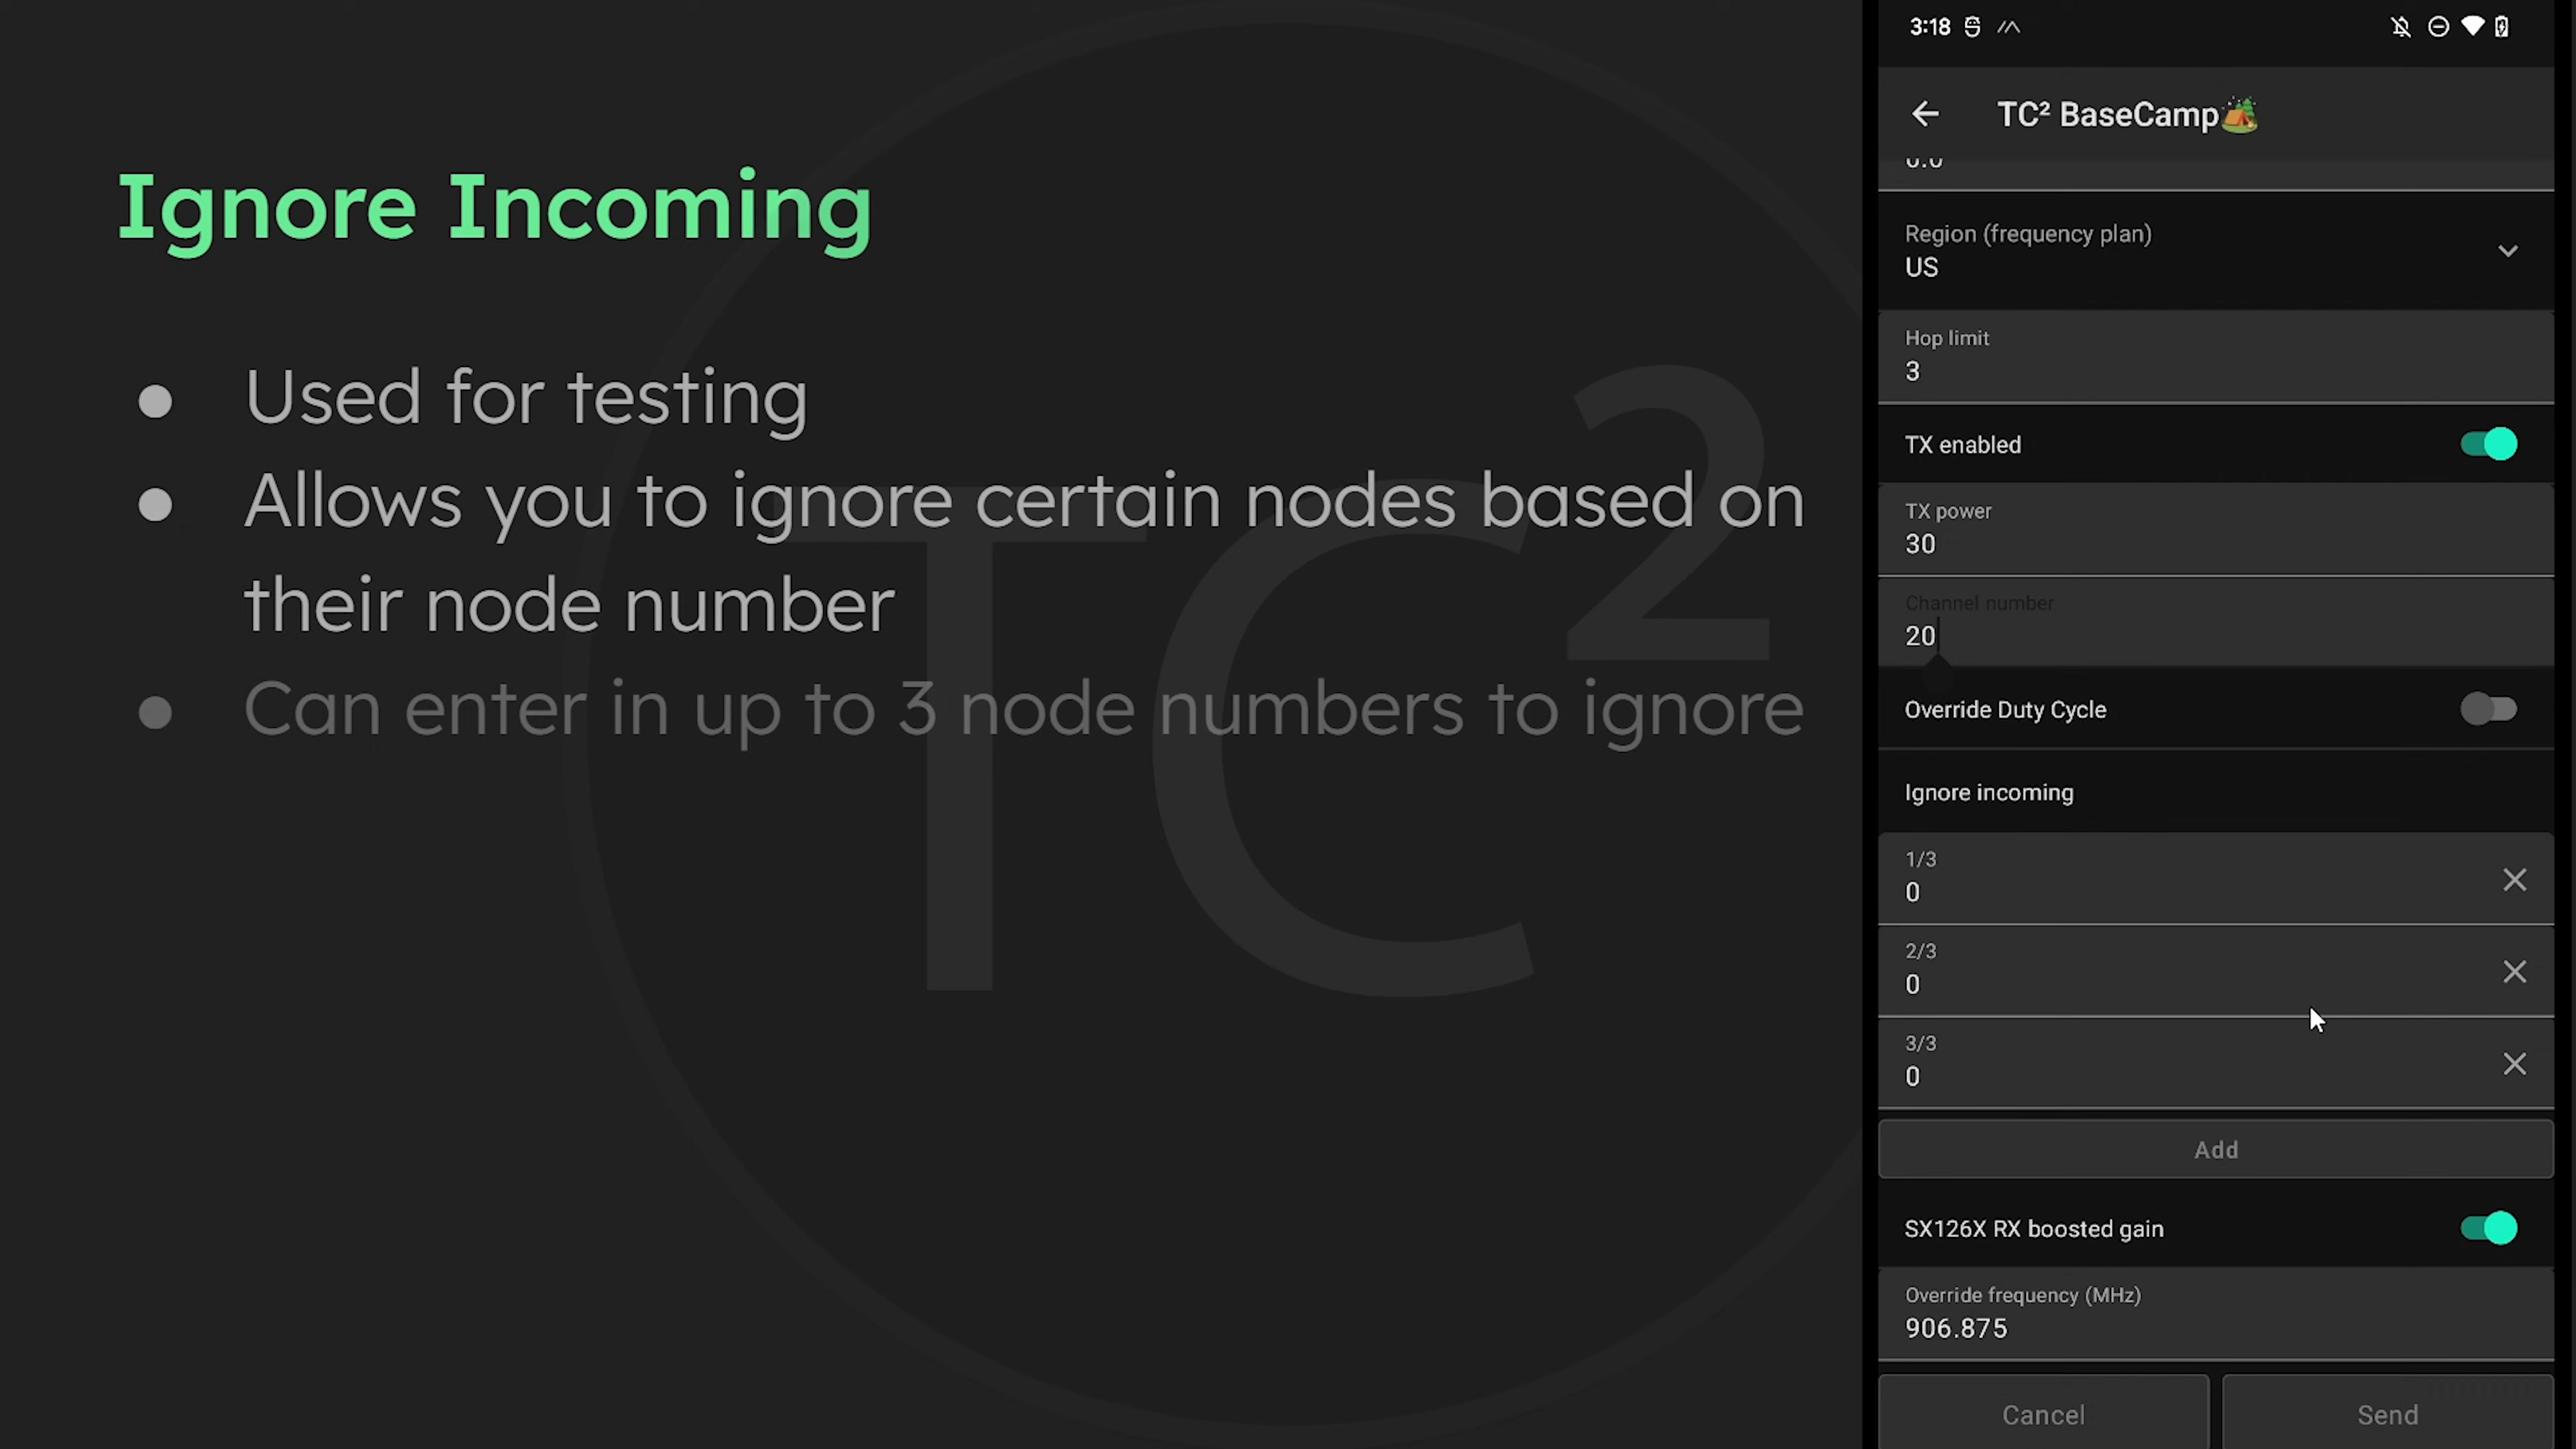 Ignore Incoming
● Used for testing
● Allows you to ignore certain nodes based on
their node number
● Can enter in up to 3 node numbers to ignore
TC²
3:18
TC² BaseCamp🏕️
0.0
Region (frequency plan)
US
Hop limit
3
TX enabled
TX power
30
Channel number
20
Override Duty Cycle
Ignore incoming
1/3
0
2/3
0
3/3
0
Add
SX126X RX boosted gain
Override frequency (MHz)
906.875
Cancel Send